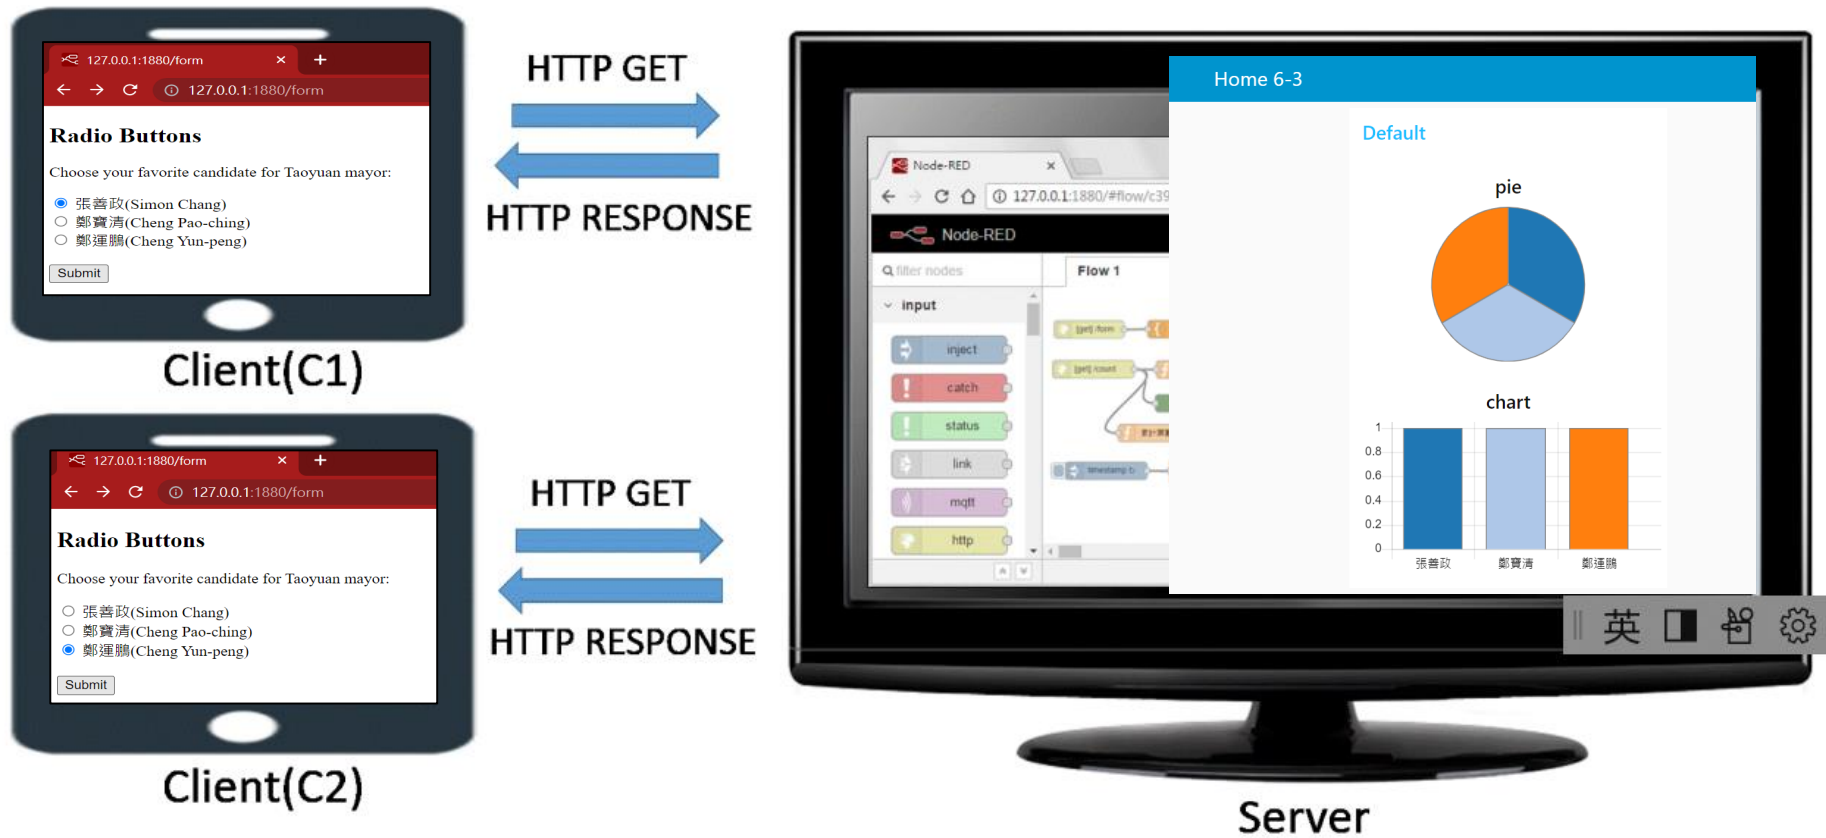 127.0.0.1:1880/form
127.0.0.1:1880/form
Radio Buttons
Choose your favorite candidate for Taoyuan mayor:
張善政(Simon Chang)
鄭寶清(Cheng Pao-ching)
鄭運鵬(Cheng Yun-peng)
Submit
Client(C1)
HTTP GET
HTTP RESPONSE
127.0.0.1:1880/form
127.0.0.1:1880/form
Radio Buttons
Choose your favorite candidate for Taoyuan mayor:
張善政(Simon Chang)
鄭寶清(Cheng Pao-ching)
鄭運鵬(Cheng Yun-peng)
Submit
Client(C2)
HTTP GET
HTTP RESPONSE
Node-RED
127.0.0.1:1880/#flow/c39
Node-RED
filter nodes
Flow 1
input
inject
catch
status
link
mqtt
http
[get] /form
[get] /count
timestamp
Home 6-3
Default
pie
chart
1
0.8
0.6
0.4
0.2
0
張善政
鄭寶清
鄭運鵬
英
Server